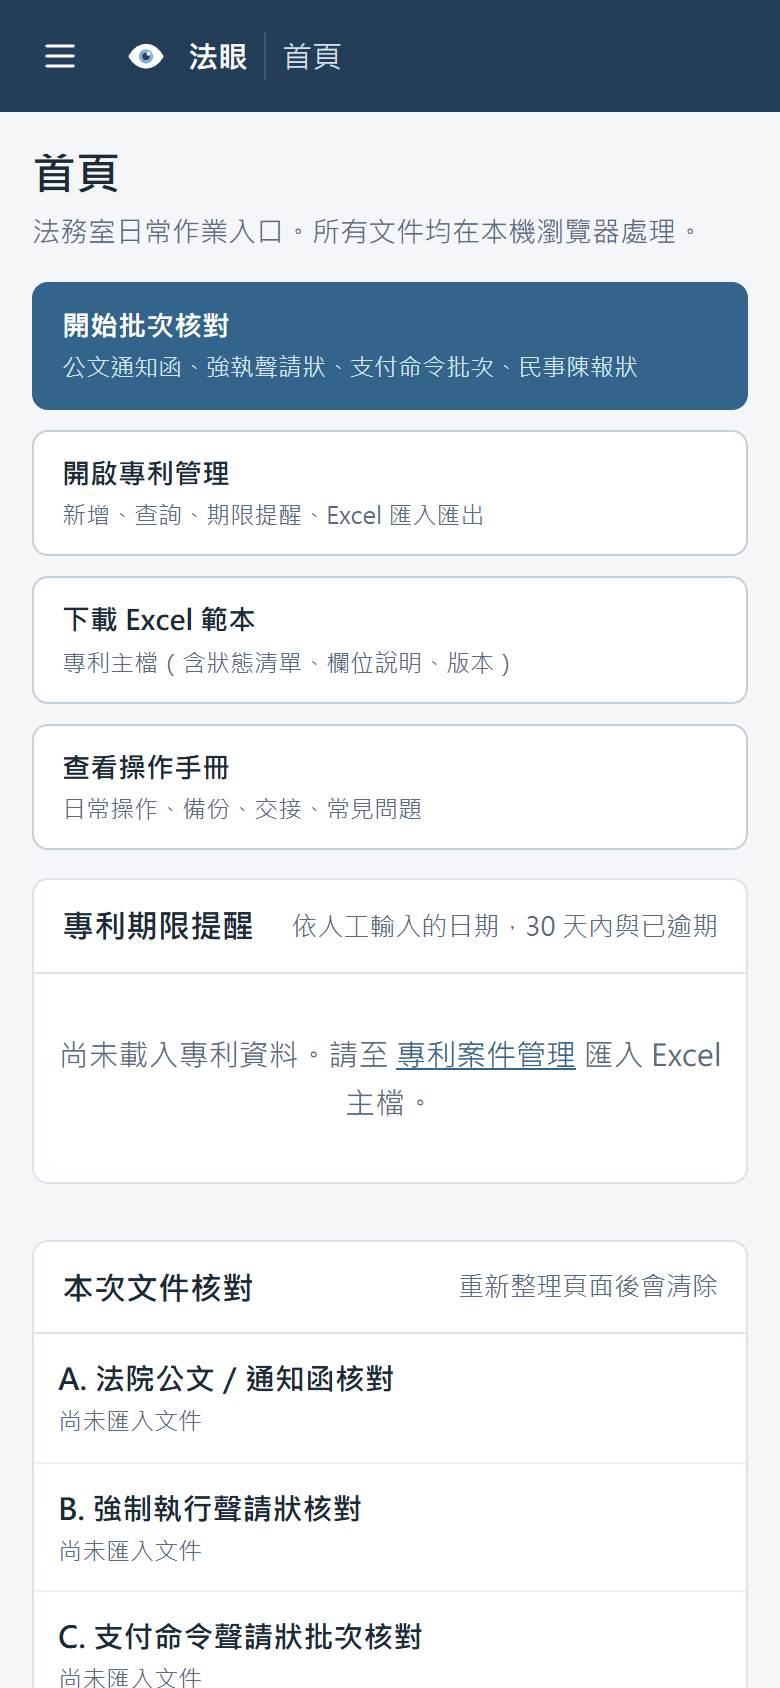 法眼 首頁
首頁
法務室日常作業入口。所有文件均在本機瀏覽器處理。
開始批次核對
公文通知函、強執聲請狀、支付命令批次、民事陳報狀
開啟專利管理
新增、查詢、期限提醒、Excel 匯入匯出
下載 Excel 範本
專利主檔（含狀態清單、欄位說明、版本）
查看操作手冊
日常操作、備份、交接、常見問題
專利期限提醒 依人工輸入的日期，30 天內與已逾期
尚未載入專利資料。請至 專利案件管理 匯入 Excel
主檔。
本次文件核對 重新整理頁面後會清除
A. 法院公文 / 通知函核對
尚未匯入文件
B. 強制執行聲請狀核對
尚未匯入文件
C. 支付命令聲請狀批次核對
尚未匯入文件